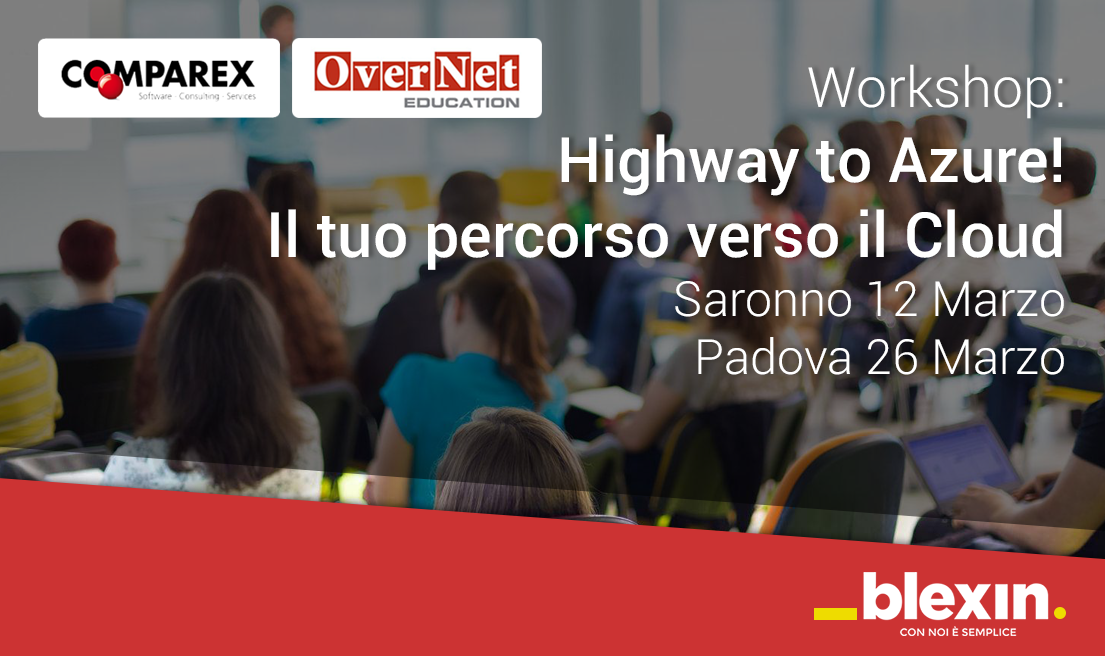 COMPAREX
Software · Consulting · Services
OVERNET
EDUCATION
Workshop:
Highway to Azure!
Il tuo percorso verso il Cloud
Saronno 12 Marzo
Padova 26 Marzo
_blexin.
CON NOI È SEMPLICE